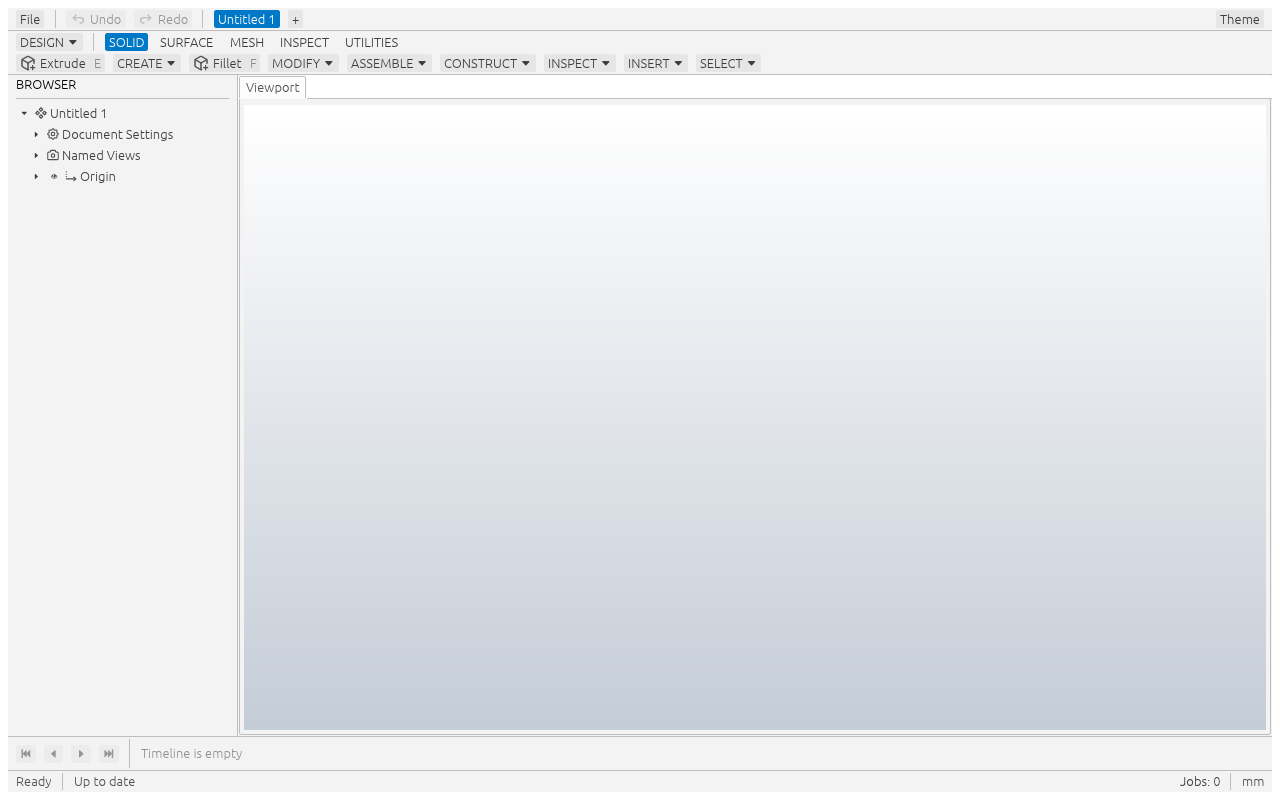 File Undo Redo Untitled 1 + Theme
DESIGN SOLID SURFACE MESH INSPECT UTILITIES
Extrude E CREATE Fillet F MODIFY ASSEMBLE CONSTRUCT INSPECT INSERT SELECT
BROWSER
Viewport
Untitled 1
Document Settings
Named Views
Origin
Timeline is empty
Ready Up to date Jobs: 0 mm